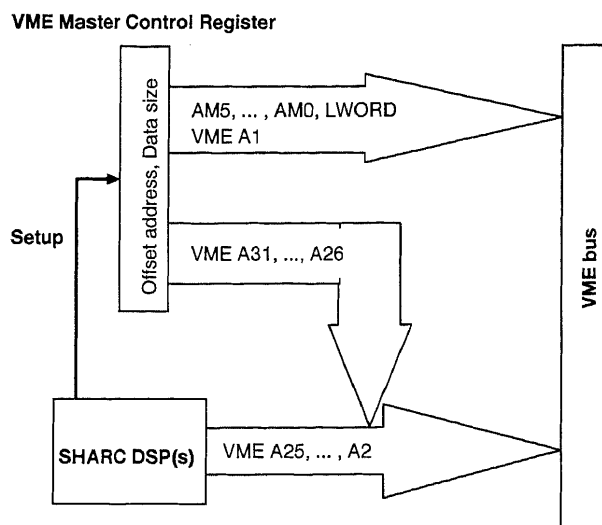 VME Master Control Register
Offset address, Data size
AM5, ... , AM0, LWORD
VME A1
Setup
VME A31, ..., A26
VME bus
SHARC DSP(s)
VME A25, ... , A2